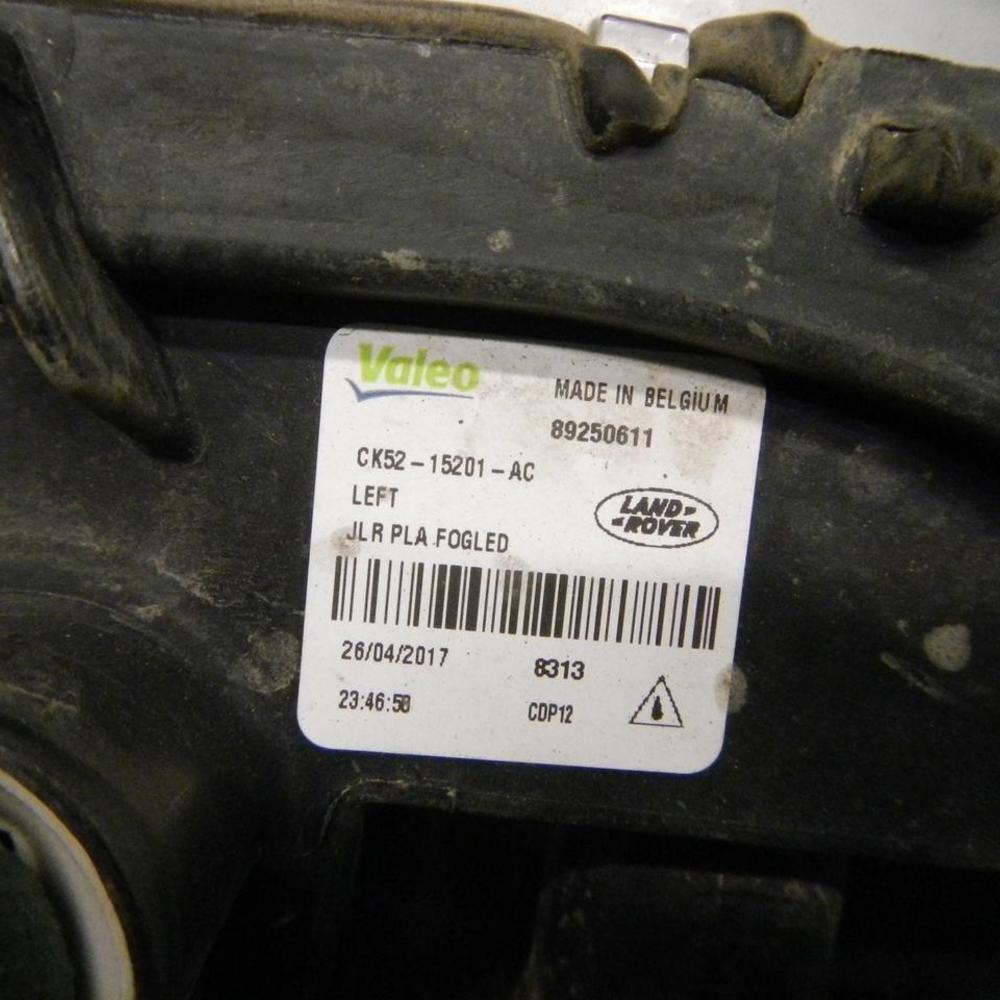 Valeo
MADE IN BELGIUM
89250611
CK52-15201-AC
LEFT
LAND-
-ROVER
JLR PLA FOGLED
26/04/2017
8313
23:46:58
CDP12